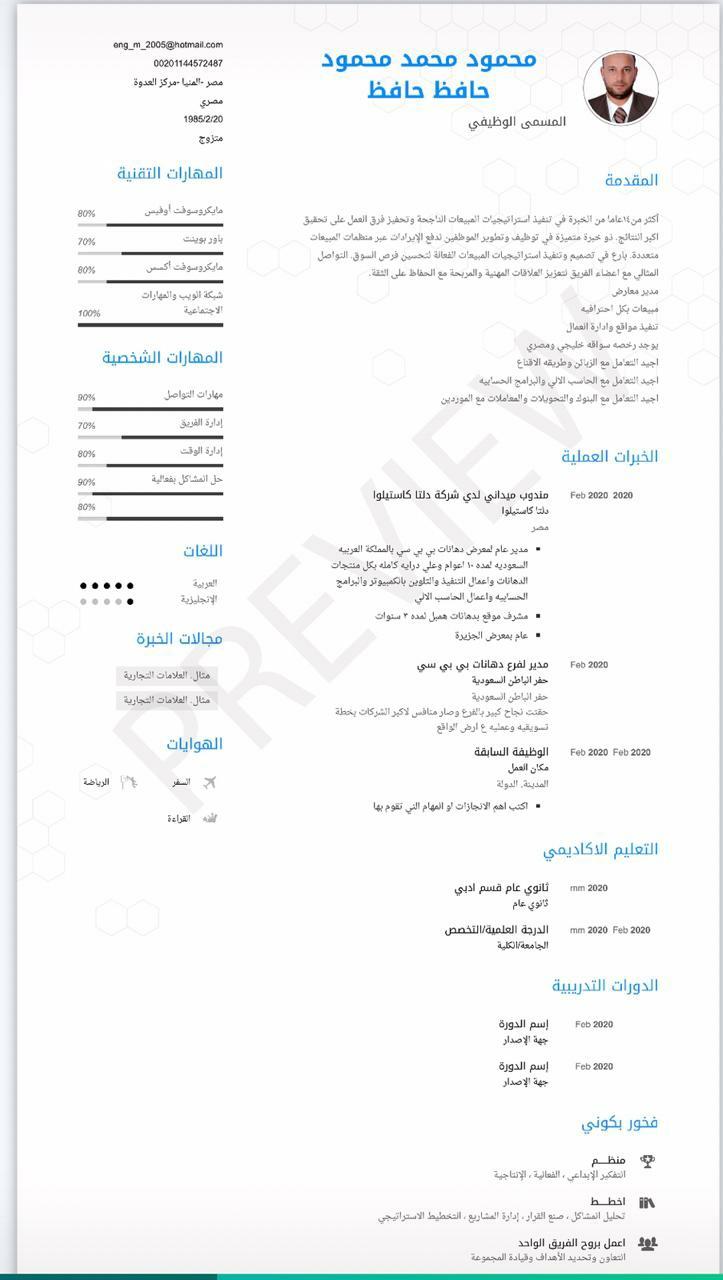 محمود محمد محمود
حافظ حافظ
المسمى الوظيفي
المقدمة
أكثر من ١٤عاما من الخبرة في تنفيذ استراتيجيات المبيعات الناجحة وتحفيز فرق العمل على تحقيق
اكبر النتائج. ذو خبرة متميزة في توظيف وتطوير الموظفين لدفع الإيرادات عبر منظمات المبيعات
متعددة. بارع في تصميم وتنفيذ استراتيجيات المبيعات الفعالة لتحسين فرص السوق. التواصل
المثالي مع اعضاء الفريق لتعزيز العلاقات المهنية والمربحة مع الحفاظ على الثقة.
مدير معارض
مبيعات بكل احترافيه
تنفيذ مواقع وادارة العمال
يوجد رخصه سواقه خليجي ومصري
اجيد التعامل مع الزبائن وطريقه الاقناع
اجيد التعامل مع الحاسب الالي والبرامج الحسابيه
اجيد التعامل مع البنوك والتحويلات والمعاملات مع الموردين
الخبرات العملية
Feb 2020 2020
مندوب ميداني لدي شركة دلتا كاستيلوا
دلتا كاستيلوا
مصر
مدير عام لمعرض دهانات بي بي سي بالمملكة العربيه
السعوديه لمده ١٠ اعوام وعلي درايه كامله بكل منتجات
الدهانات واعمال التنفيذ والتلوين بالكمبيوتر والبرامج
الحسابيه واعمال الحاسب الالي
مشرف موقع بدهانات همبل لمده ٣ سنوات
عام بمعرض الجزيرة
Feb 2020
مدير لفرع دهانات بي بي سي
حفر الباطن السعودية
حفر الباطن السعودية
حققت نجاح كبير بالفرع وصار منافس لاكبر الشركات بخطة
تسويقيه وعمليه ع ارض الواقع
Feb 2020 Feb 2020
الوظيفة السابقة
مكان العمل
المدينة. الدولة
اكتب اهم الانجازات او المهام التي تقوم بها
التعليم الاكاديمي
mm 2020
ثانوي عام قسم ادبي
ثانوي عام
mm 2020 Feb 2020
الدرجة العلمية/التخصص
الجامعة/الكلية
الدورات التدريبية
Feb 2020
إسم الدورة
جهة الإصدار
Feb 2020
إسم الدورة
جهة الإصدار
فخور بكوني
منظـــم
التفكير الإبداعي ، الفعالية ، الإنتاجية
اخطـــط
تحليل المشاكل ، صنع القرار ، إدارة المشاريع ، التخطيط الاستراتيجي
اعمل بروح الفريق الواحد
التعاون وتحديد الأهداف وقيادة المجموعة
eng_m_2005@hotmail.com
00201144572487
مصر -المنيا -مركز العدوة
مصري
1985/2/20
متزوج
المهارات التقنية
مايكروسوفت أوفيس 80%
باور بوينت 70%
مايكروسوفت أكسس 80%
شبكة الويب والمهارات
الاجتماعية 100%
المهارات الشخصية
مهارات التواصل 90%
إدارة الفريق 70%
إدارة الوقت 80%
حل المشاكل بفعالية 90%
80%
اللغات
العربية
الإنجليزية
مجالات الخبرة
مثال. العلامات التجارية
مثال. العلامات التجارية
الهوايات
السفر
الرياضة
القراءة
PREVIEW